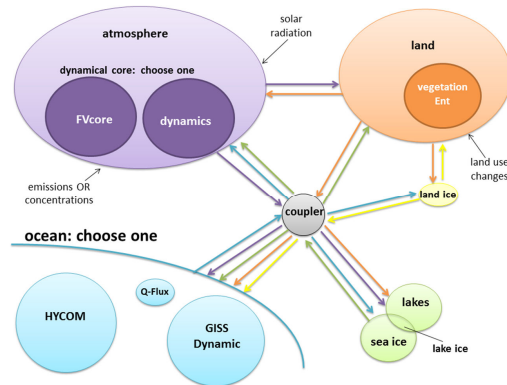 atmosphere
solar
radiation
dynamical core: choose one
FVcore
dynamics
land
vegetation
Ent
emissions OR
concentrations
land use
changes
land ice
coupler
ocean: choose one
HYCOM
Q-Flux
GISS
Dynamic
lakes
sea ice
lake ice